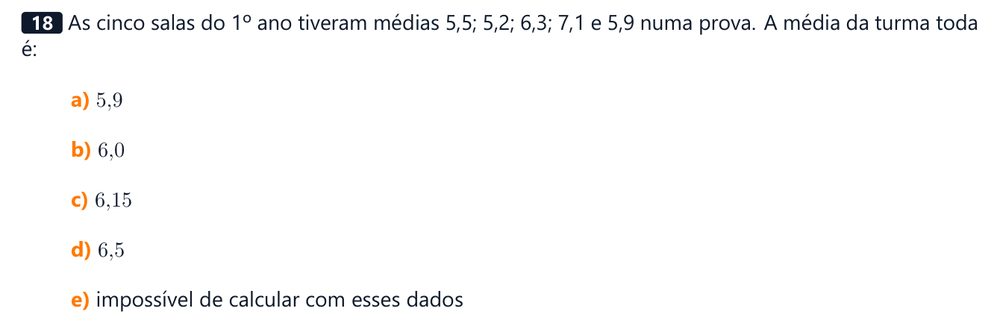 18 As cinco salas do 1º ano tiveram médias 5,5; 5,2; 6,3; 7,1 e 5,9 numa prova. A média da turma toda
é:
a) 5,9
b) 6,0
c) 6,15
d) 6,5
e) impossível de calcular com esses dados